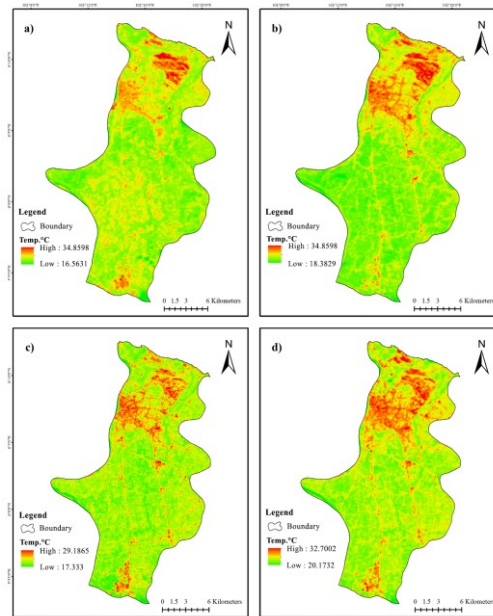 a)
N
Legend
Boundary
Temp.°C
High : 34.8598
Low : 16.5631
0 1.5 3 6 Kilometers
b)
N
Legend
Boundary
Temp.°C
High : 34.8598
Low : 18.3829
0 1.5 3 6 Kilometers
c)
N
Legend
Boundary
Temp.°C
High : 29.1865
Low : 17.333
0 1.5 3 6 Kilometers
d)
N
Legend
Boundary
Temp.°C
High : 32.7002
Low : 20.1732
0 1.5 3 6 Kilometers